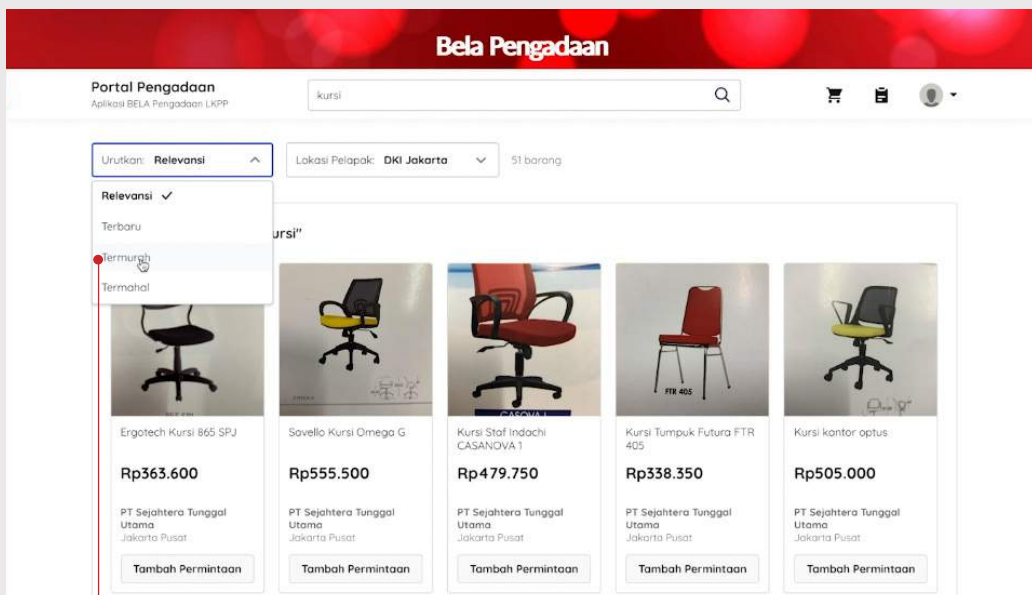 Bela Pengadaan
Portal Pengadaan
Aplikasi BELA Pengadaan LKPP
kursi
Urutkan: Relevansi
Lokasi Pelapak: DKI Jakarta
51 barang
Relevansi
Terbaru
Termurah
Termahal
ursi"
FTR 405
CASOVA I
Ergotech Kursi 865 SPJ
Savello Kursi Omega G
Kursi Staf Indachi
CASANOVA 1
Kursi Tumpuk Futura FTR
405
Kursi kantor optus
Rp363.600
Rp555.500
Rp479.750
Rp338.350
Rp505.000
PT Sejahtera Tunggal
Utama
Jakarta Pusat
PT Sejahtera Tunggal
Utama
Jakarta Pusat
PT Sejahtera Tunggal
Utama
Jakarta Pusat
PT Sejahtera Tunggal
Utama
Jakarta Pusat
PT Sejahtera Tunggal
Utama
Jakarta Pusat
Tambah Permintaan
Tambah Permintaan
Tambah Permintaan
Tambah Permintaan
Tambah Permintaan